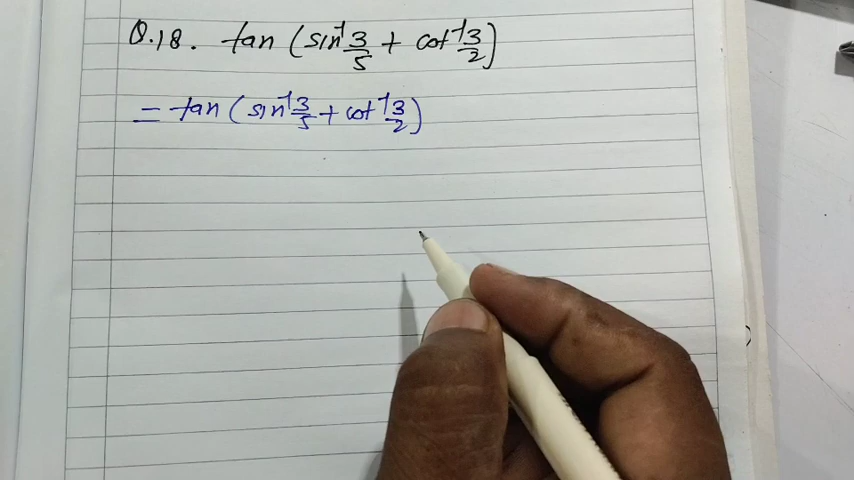 Q.18. tan (sin⁻¹ 3/5 + cot⁻¹ 3/2)
= tan (sin⁻¹ 3/5 + cot⁻¹ 3/2)